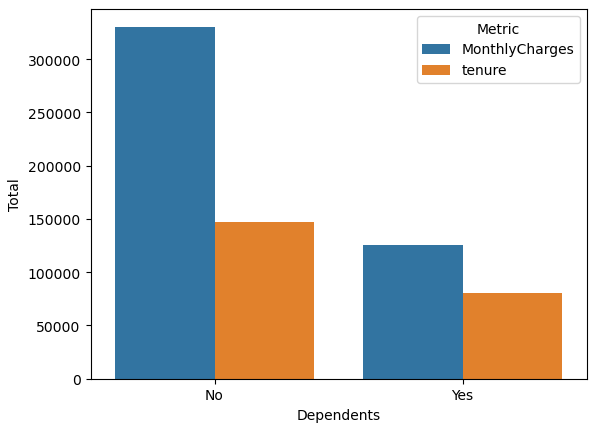 Metric
MonthlyCharges
tenure
Total
300000
250000
200000
150000
100000
50000
0
No
Yes
Dependents